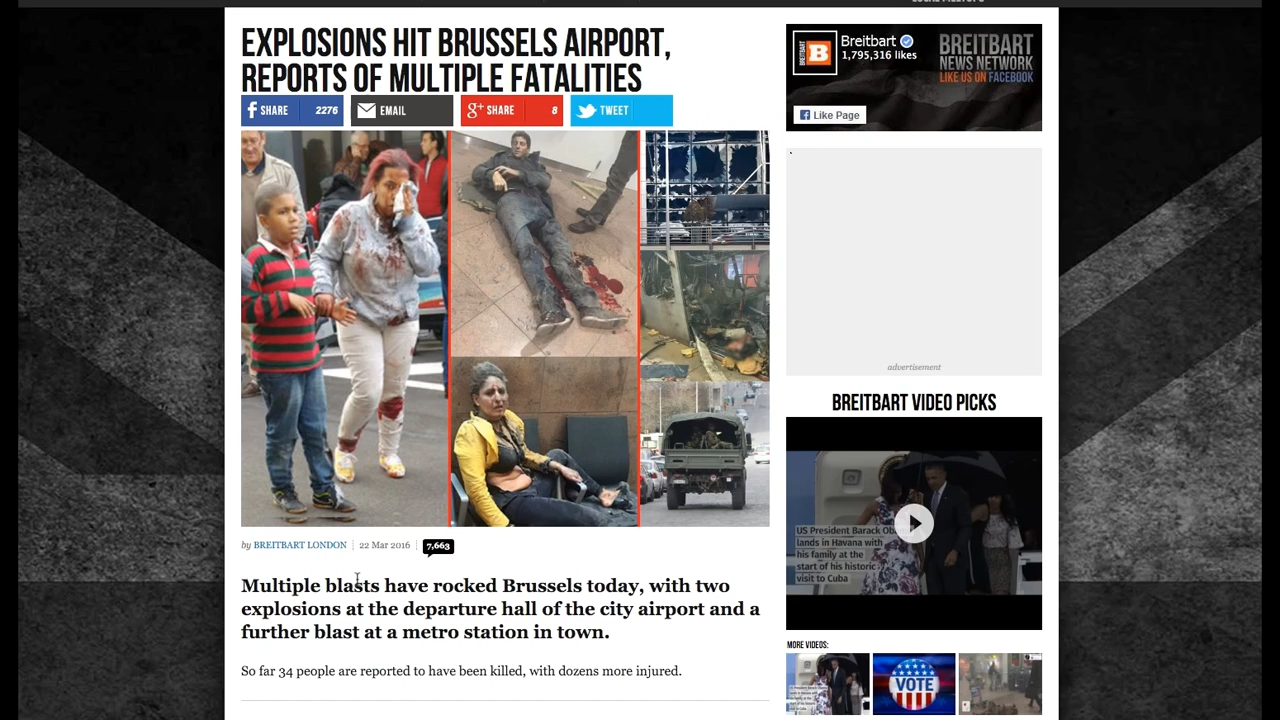 EXPLOSIONS HIT BRUSSELS AIRPORT,
REPORTS OF MULTIPLE FATALITIES
SHARE 2276
EMAIL
g+ SHARE 8
TWEET
by BREITBART LONDON | 22 Mar 2016 | 7,663
Multiple blasts have rocked Brussels today, with two
explosions at the departure hall of the city airport and a
further blast at a metro station in town.
So far 34 people are reported to have been killed, with dozens more injured.
BREITBART
B
Breitbart
1,795,316 likes
Like Page
BREITBART
NEWS NETWORK
LIKE US ON FACEBOOK
advertisement
BREITBART VIDEO PICKS
US President Barack Ob
lands in Havana with
his family at the
start of his historic
visit to Cuba
MORE VIDEOS:
VOTE